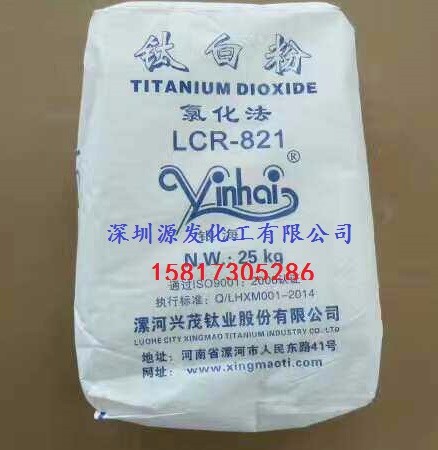 钛白粉
TITANIUM DIOXIDE
氯化法
LCR-821
Yinhai®
深圳源发化工有限公司
银海
N.W.: 25 kg
15817305286
通过ISO9001: 2000认证
执行标准: Q/LHXM001-2014
漯河兴茂钛业股份有限公司
LUOHE CITY XINGMAO TITANIUM INDUSTRY CO.,LTD
地址: 河南省漯河市人民东路41号
网址: www.xingmaoti.com